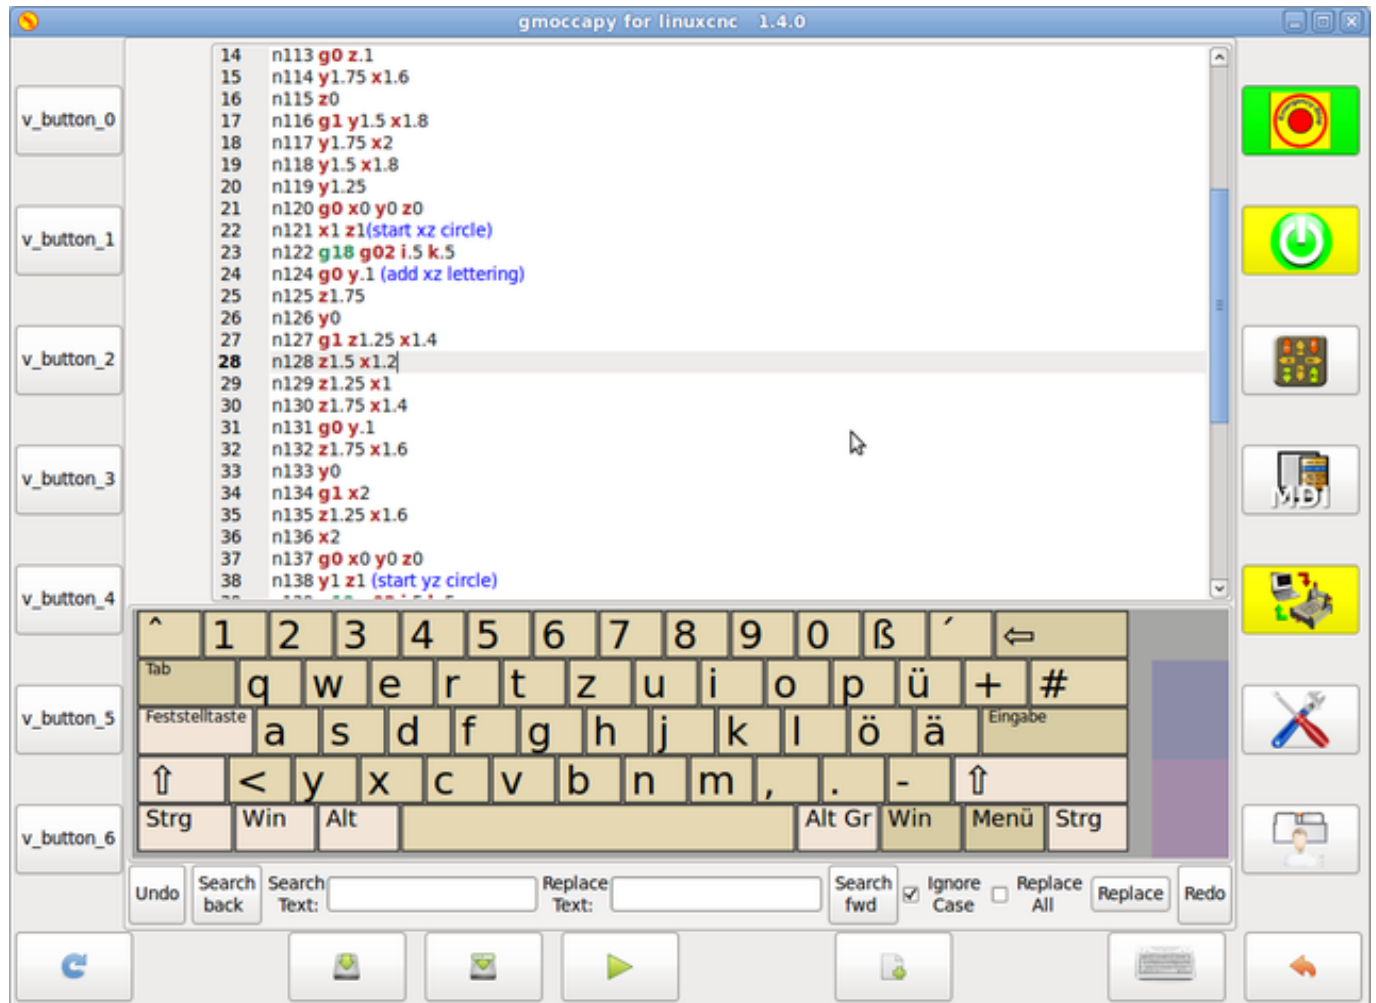 gmoccapy for linuxcnc 1.4.0
v_button_0
v_button_1
v_button_2
v_button_3
v_button_4
v_button_5
v_button_6
14 n113 g0 z.1
15 n114 y1.75 x1.6
16 n115 z0
17 n116 g1 y1.5 x1.8
18 n117 y1.75 x2
19 n118 y1.5 x1.8
20 n119 y1.25
21 n120 g0 x0 y0 z0
22 n121 x1 z1(start xz circle)
23 n122 g18 g02 i.5 k.5
24 n124 g0 y.1 (add xz lettering)
25 n125 z1.75
26 n126 y0
27 n127 g1 z1.25 x1.4
28 n128 z1.5 x1.2
29 n129 z1.25 x1
30 n130 z1.75 x1.4
31 n131 g0 y.1
32 n132 z1.75 x1.6
33 n133 y0
34 n134 g1 x2
35 n135 z1.25 x1.6
36 n136 x2
37 n137 g0 x0 y0 z0
38 n138 y1 z1 (start yz circle)
MDI
^ 1 2 3 4 5 6 7 8 9 0 ß ´ ⇦
Tab q w e r t z u i o p ü + #
Feststelltaste a s d f g h j k l ö ä Eingabe
⇧ < y x c v b n m , . - ⇧
Strg Win Alt Alt Gr Win Menü Strg
Undo
Search back
Search Text:
Replace Text:
Search fwd
Ignore Case
Replace All
Replace
Redo